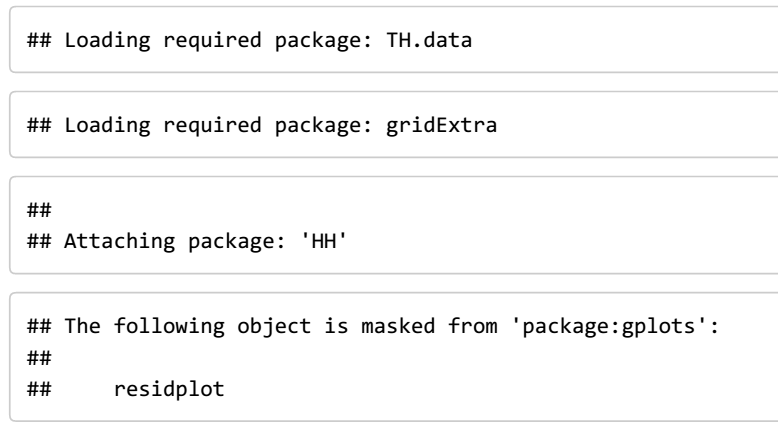 ## Loading required package: TH.data
## Loading required package: gridExtra
##
## Attaching package: 'HH'
## The following object is masked from 'package:gplots':
##
##     residplot